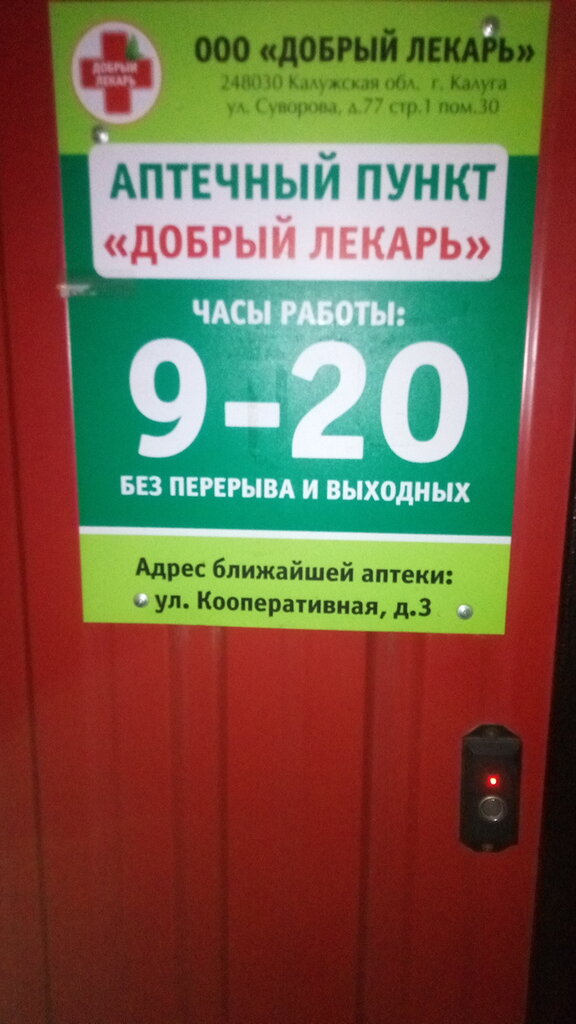 ДОБРЫЙ
ЛЕКАРЬ
ООО «ДОБРЫЙ ЛЕКАРЬ»
248030 Калужская обл. г. Калуга
ул. Суворова, д.77 стр.1 пом.30
АПТЕЧНЫЙ ПУНКТ
«ДОБРЫЙ ЛЕКАРЬ»
ЧАСЫ РАБОТЫ:
9-20
БЕЗ ПЕРЕРЫВА И ВЫХОДНЫХ
Адрес ближайшей аптеки:
ул. Кооперативная, д.3